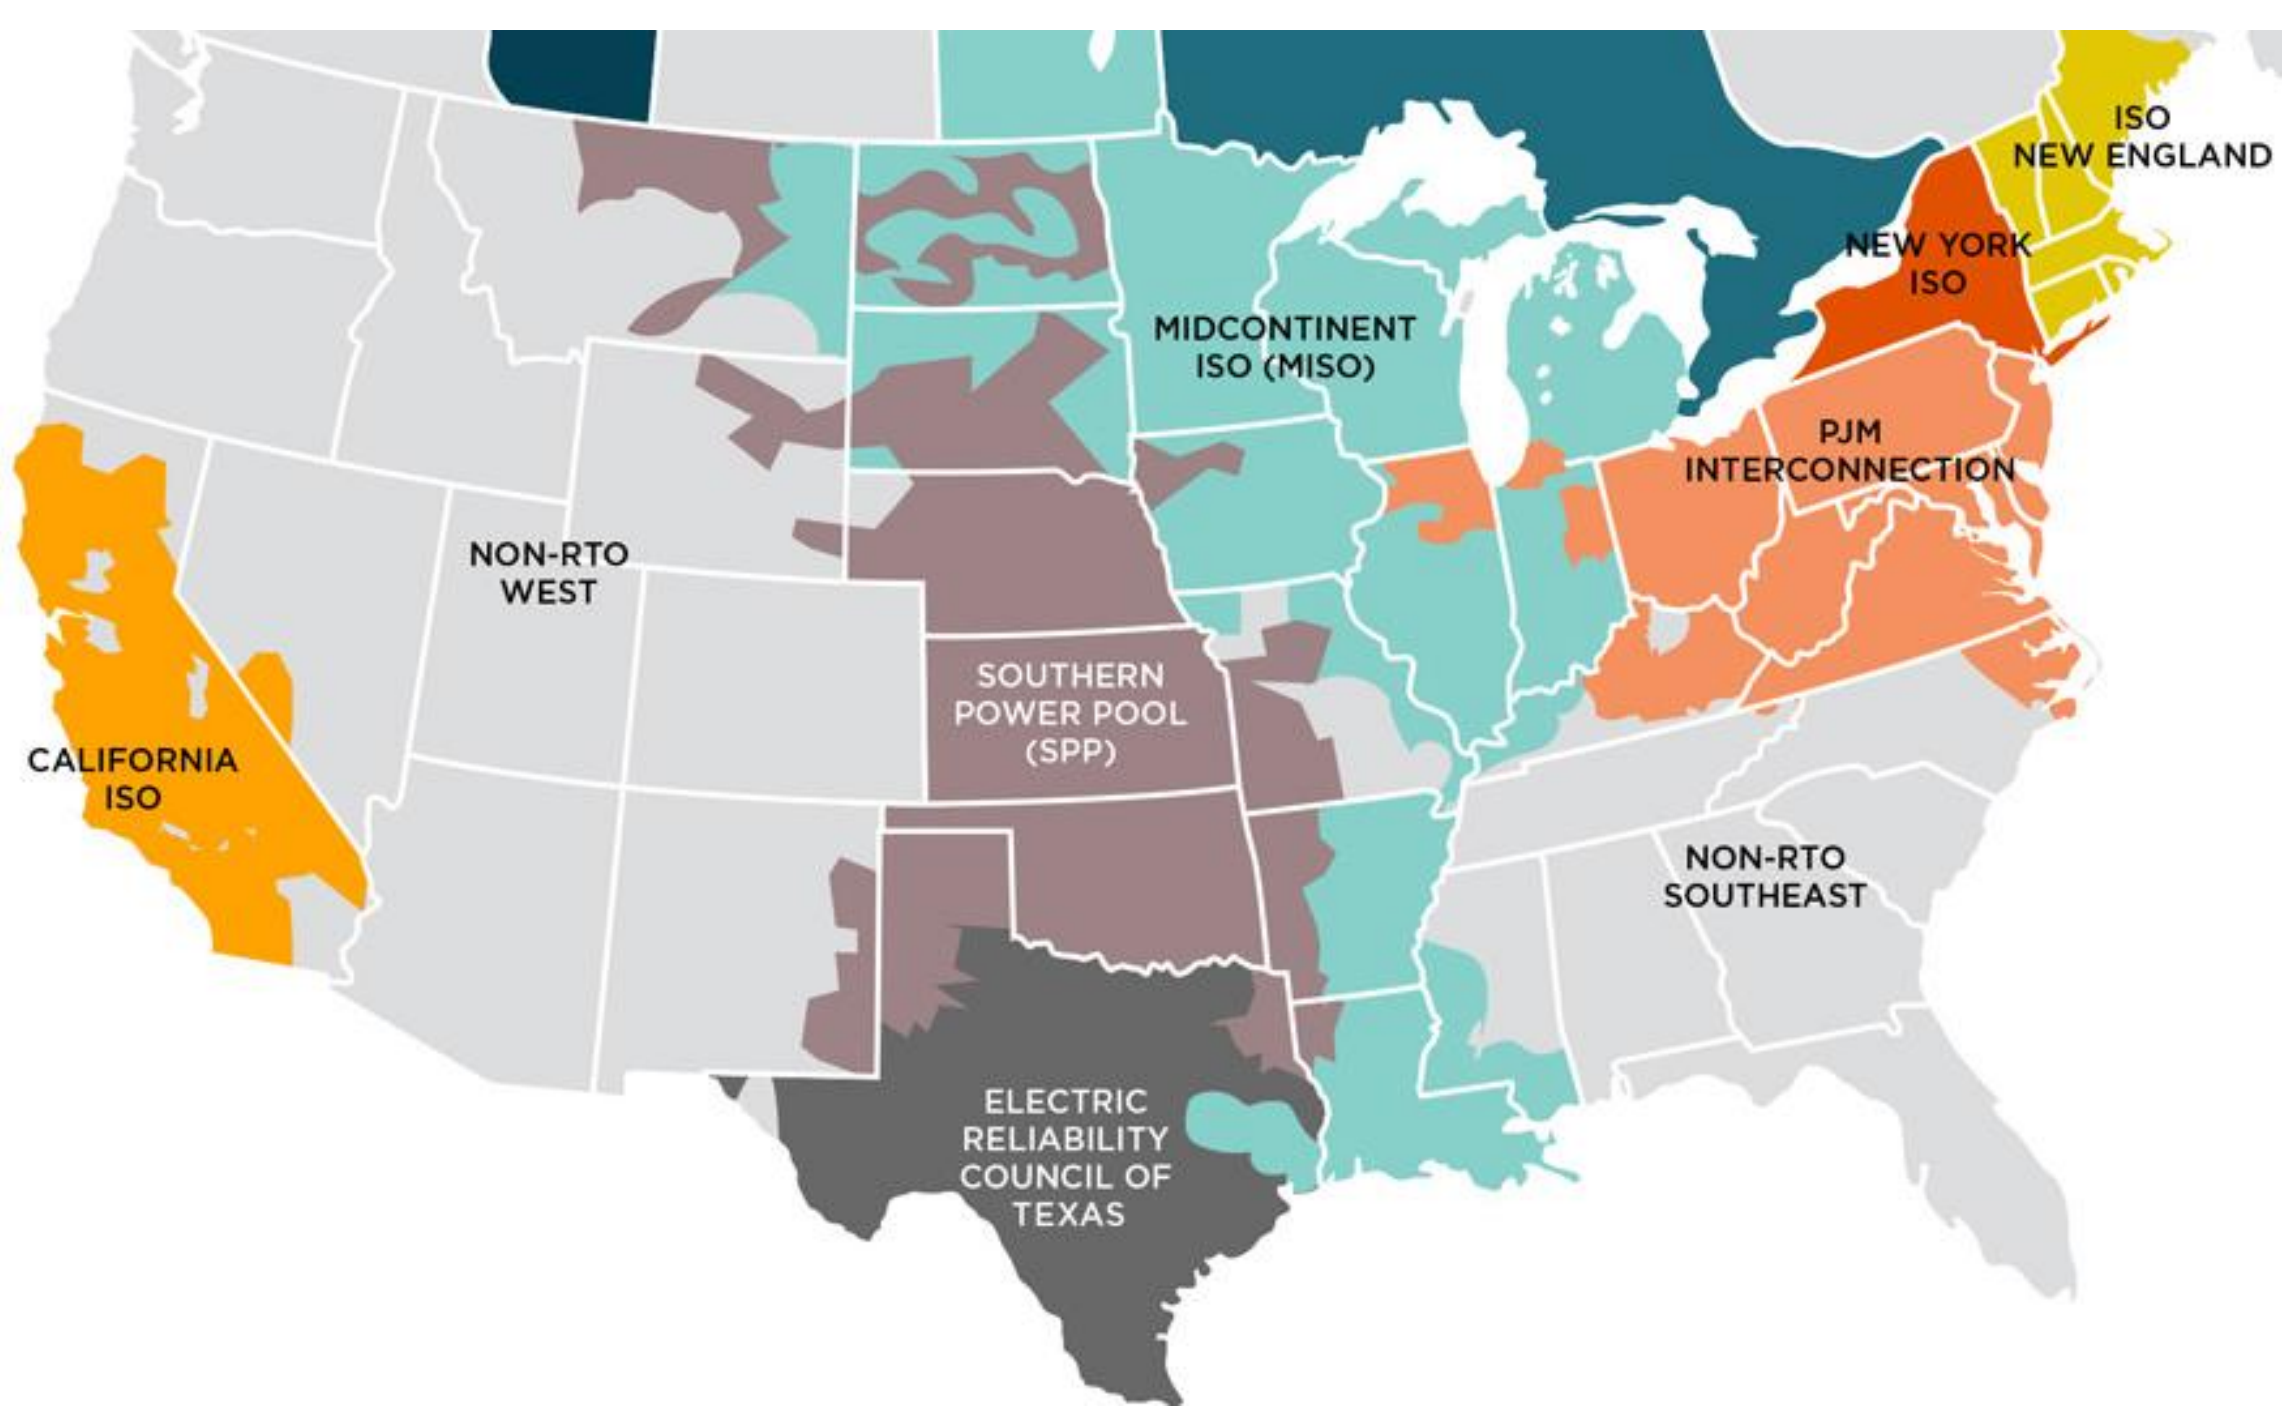 ISO
NEW ENGLAND
NEW YORK
ISO
MIDCONTINENT
ISO (MISO)
PJM
INTERCONNECTION
NON-RTO
WEST
SOUTHERN
POWER POOL
(SPP)
CALIFORNIA
ISO
NON-RTO
SOUTHEAST
ELECTRIC
RELIABILITY
COUNCIL OF
TEXAS